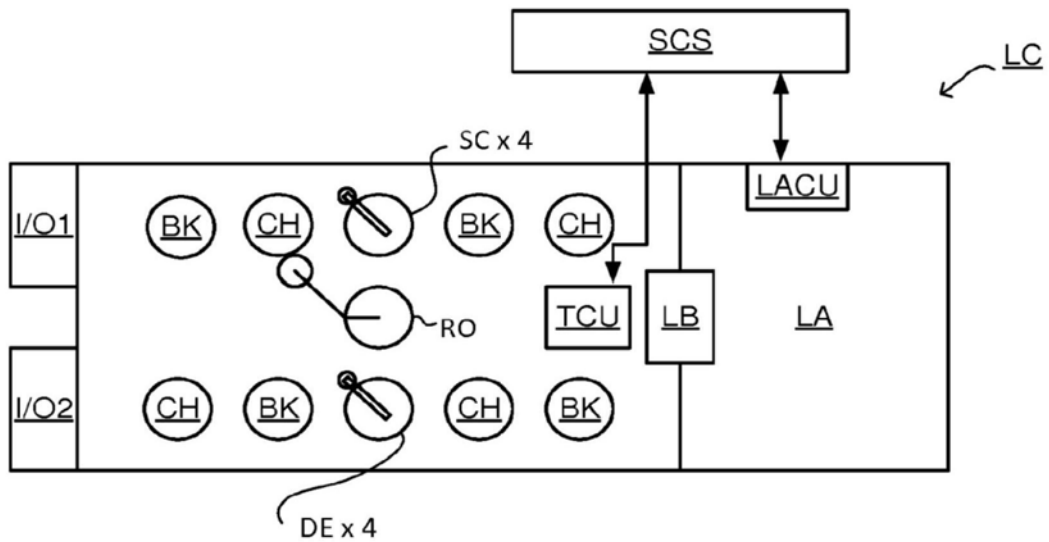 SCS
LC
SC x 4
LACU
I/O1
BK
CH
BK
CH
RO
TCU
LB
LA
I/O2
CH
BK
CH
BK
DE x 4